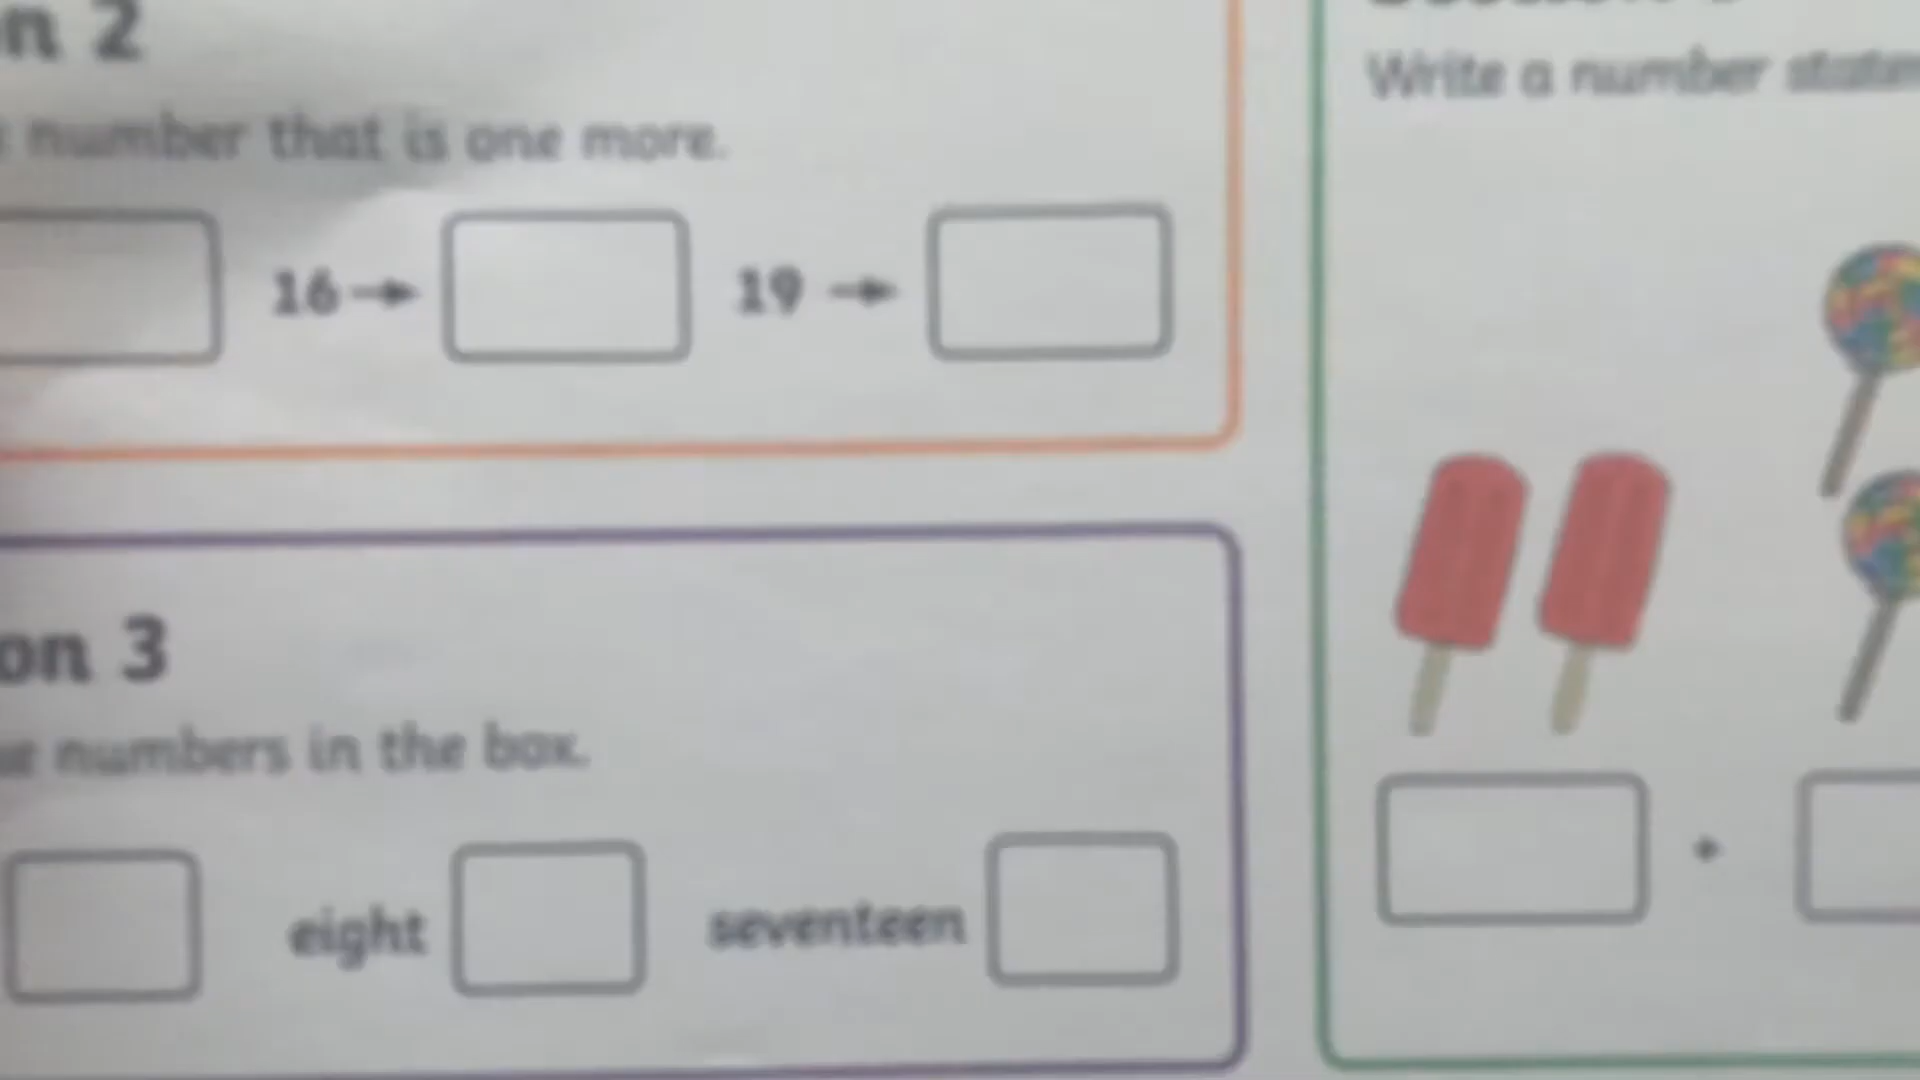 n 2
number that is one more.
16 → 19 →
on 3
numbers in the box.
eight seventeen
Write a number
+